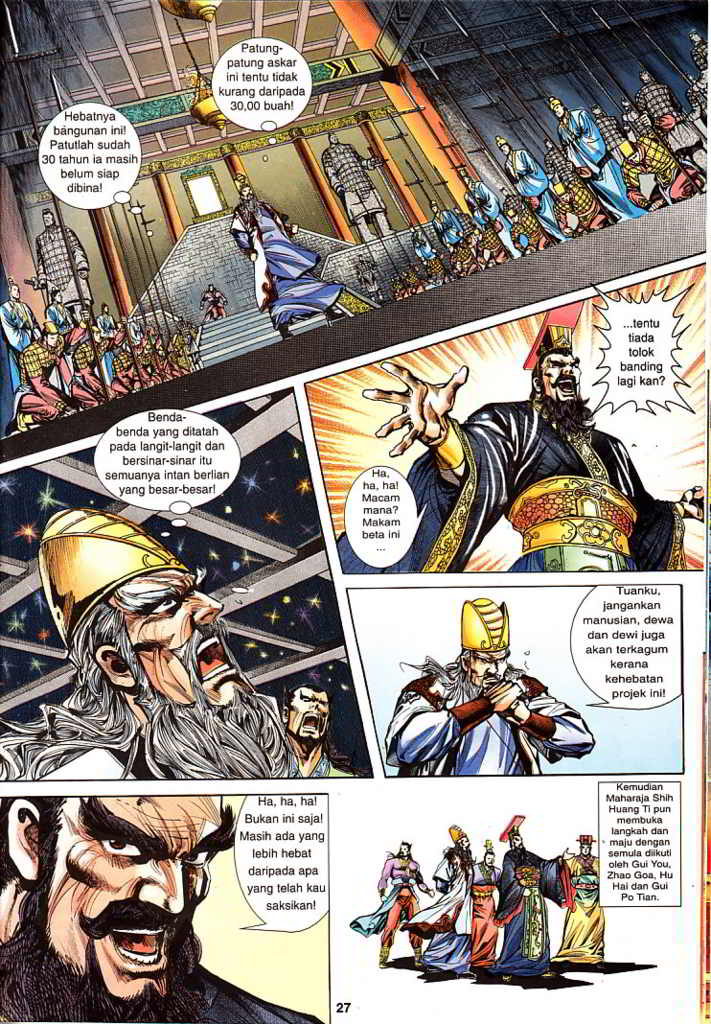 Patung-
patung askar
ini tentu tidak
kurang daripada
30,00 buah!
Hebatnya
bangunan ini!
Patutlah sudah
30 tahun ia masih
belum siap
dibina!
...tentu
tiada
tolok
banding
lagi kan?
Ha,
ha, ha!
Macam
mana?
Makam
beta ini
...
Benda-
benda yang ditatah
pada langit-langit dan
bersinar-sinar itu
semuanya intan berlian
yang besar-besar!
Tuanku,
jangankan
manusian, dewa
dan dewi juga
akan terkagum
kerana
kehebatan
projek ini!
Ha, ha, ha!
Bukan ini saja!
Masih ada yang
lebih hebat
daripada apa
yang telah kau
saksikan!
Kemudian
Maharaja Shih
Huang Ti pun
membuka
langkah dan
maju dengan
semula diikuti
oleh Gui You,
Zhao Goa, Hu
Hai dan Gui
Po Tian.
27